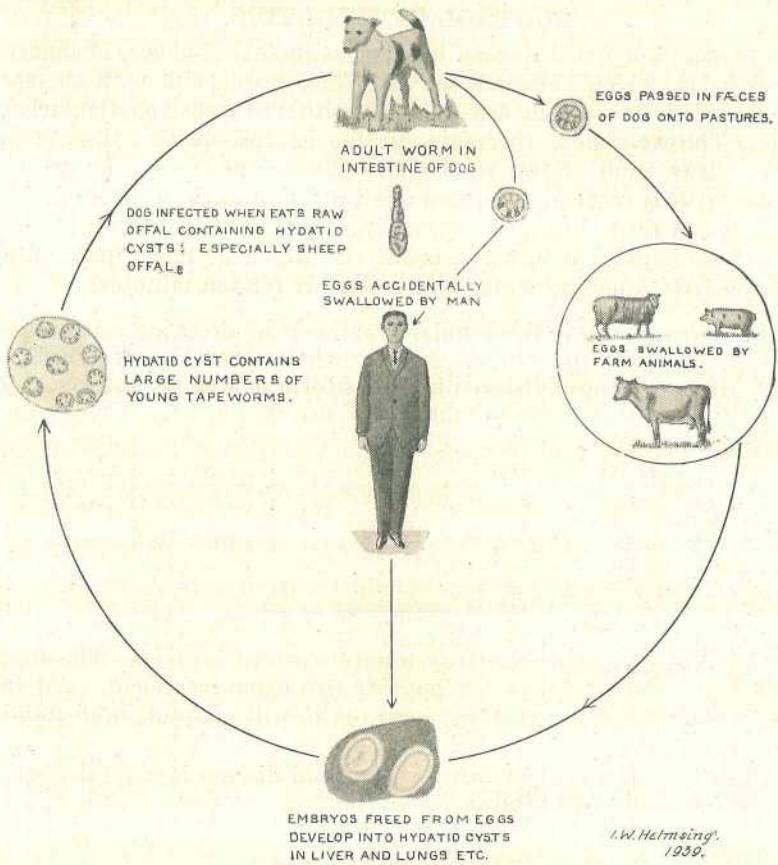 EGGS PASSED IN FÆCES
OF DOG ONTO PASTURES.
ADULT WORM IN
INTESTINE OF DOG
DOG INFECTED WHEN EATS RAW
OFFAL CONTAINING HYDATID
CYSTS; ESPECIALLY SHEEP
OFFAL.
EGGS ACCIDENTALLY
SWALLOWED BY MAN
EGGS SWALLOWED BY
FARM ANIMALS.
HYDATID CYST CONTAINS
LARGE NUMBERS OF
YOUNG TAPEWORMS.
EMBRYOS FREED FROM EGGS
DEVELOP INTO HYDATID CYSTS
IN LIVER AND LUNGS ETC.
I.W. Helmsing.
1939.